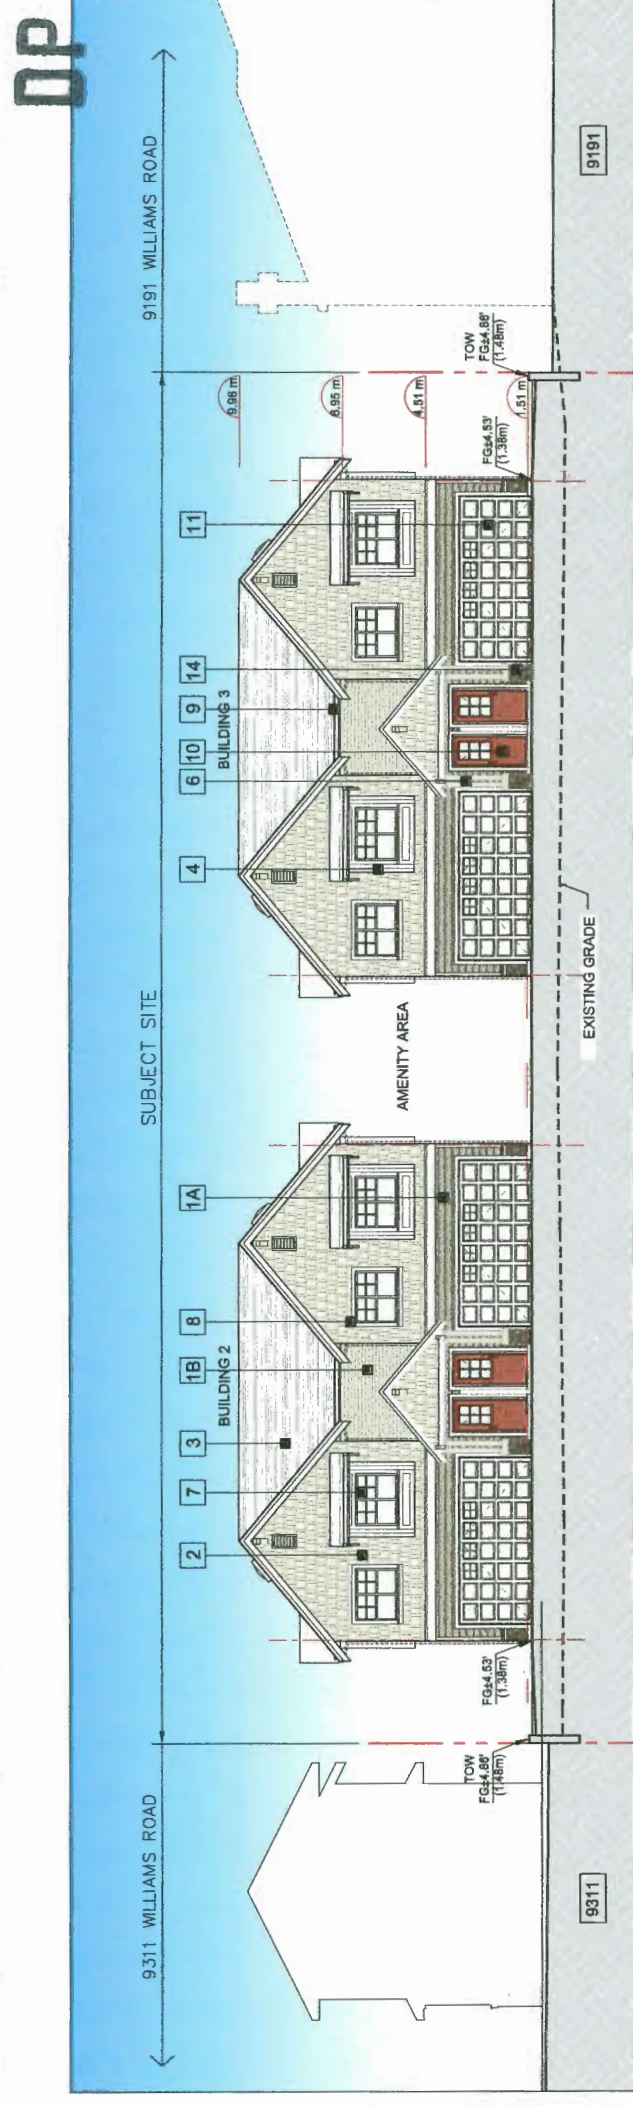 DP
9311 WILLIAMS ROAD
SUBJECT SITE
9191 WILLIAMS ROAD
2
7
3
1B
8
1A
4
6
10
9
14
11
BUILDING 2
BUILDING 3
9.98 m
6.95 m
4.51 m
1.51 m
AMENITY AREA
TOW
FG±4.86'
(1.48m)
FG±4.53'
(1.38m)
FG±4.53'
(1.38m)
TOW
FG±4.86'
(1.48m)
EXISTING GRADE
9311
9191